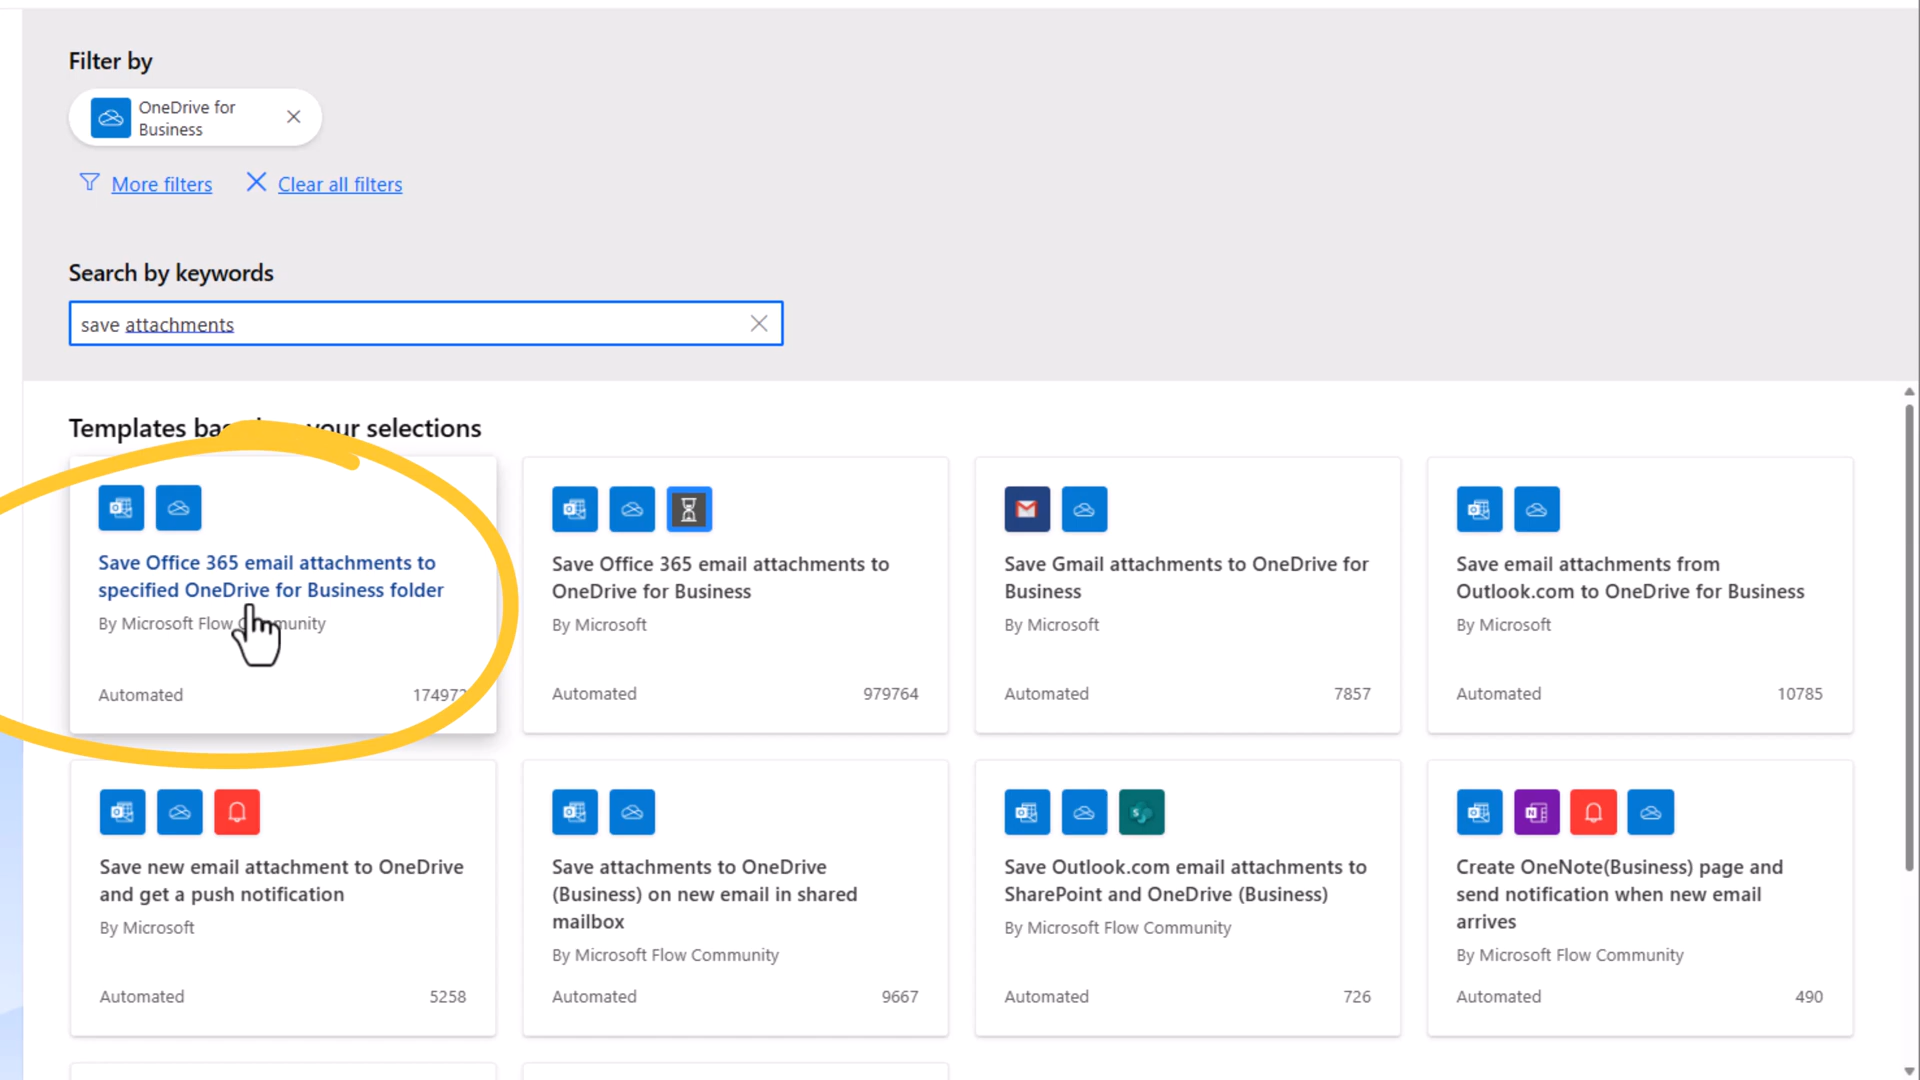 Filter by
OneDrive for
Business
More filters
Clear all filters
Search by keywords
save attachments
Templates your selections
Save Office 365 email attachments to
specified OneDrive for Business folder
By Microsoft Flow
Automated
Save Office 365 email attachments to
OneDrive for Business
By Microsoft
Automated 979764
Save Gmail attachments to OneDrive for
Business
By Microsoft
Automated 7857
Save email attachments from
Outlook.com to OneDrive for Business
By Microsoft
Automated 10785
Save new email attachment to OneDrive
and get a push notification
By Microsoft
Automated 5258
Save attachments to OneDrive
(Business) on new email in shared
mailbox
By Microsoft Flow Community
Automated 9667
Save Outlook.com email attachments to
SharePoint and OneDrive (Business)
By Microsoft Flow Community
Automated 726
Create OneNote(Business) page and
send notification when new email
arrives
By Microsoft Flow Community
Automated 490